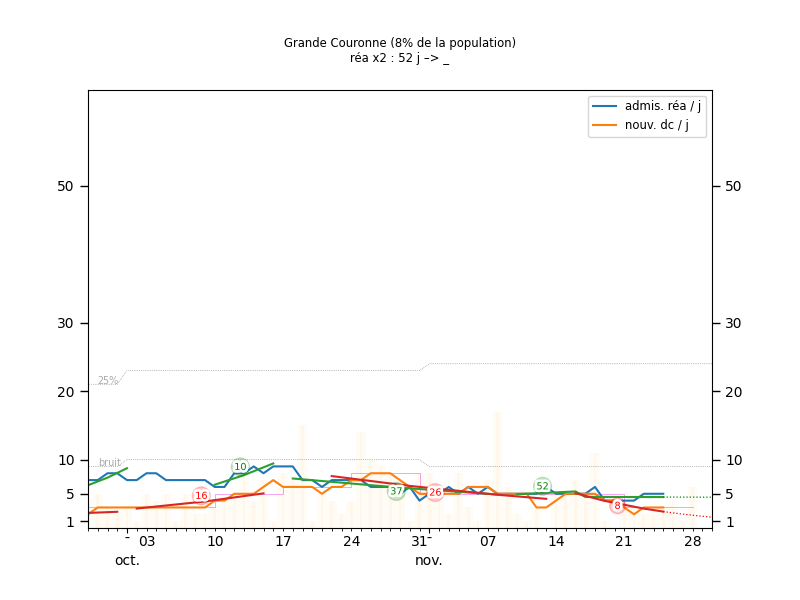 Grande Couronne (8% de la population)
réa x2 : 52 j –> _
admis. réa / j
nouv. dc / j
50 50
30 30
25%
20 20
bruit
10 10
10
52
16 37 26
5 5
8
1 1
- 03 10 17 24 31- 07 14 21 28
oct. nov.